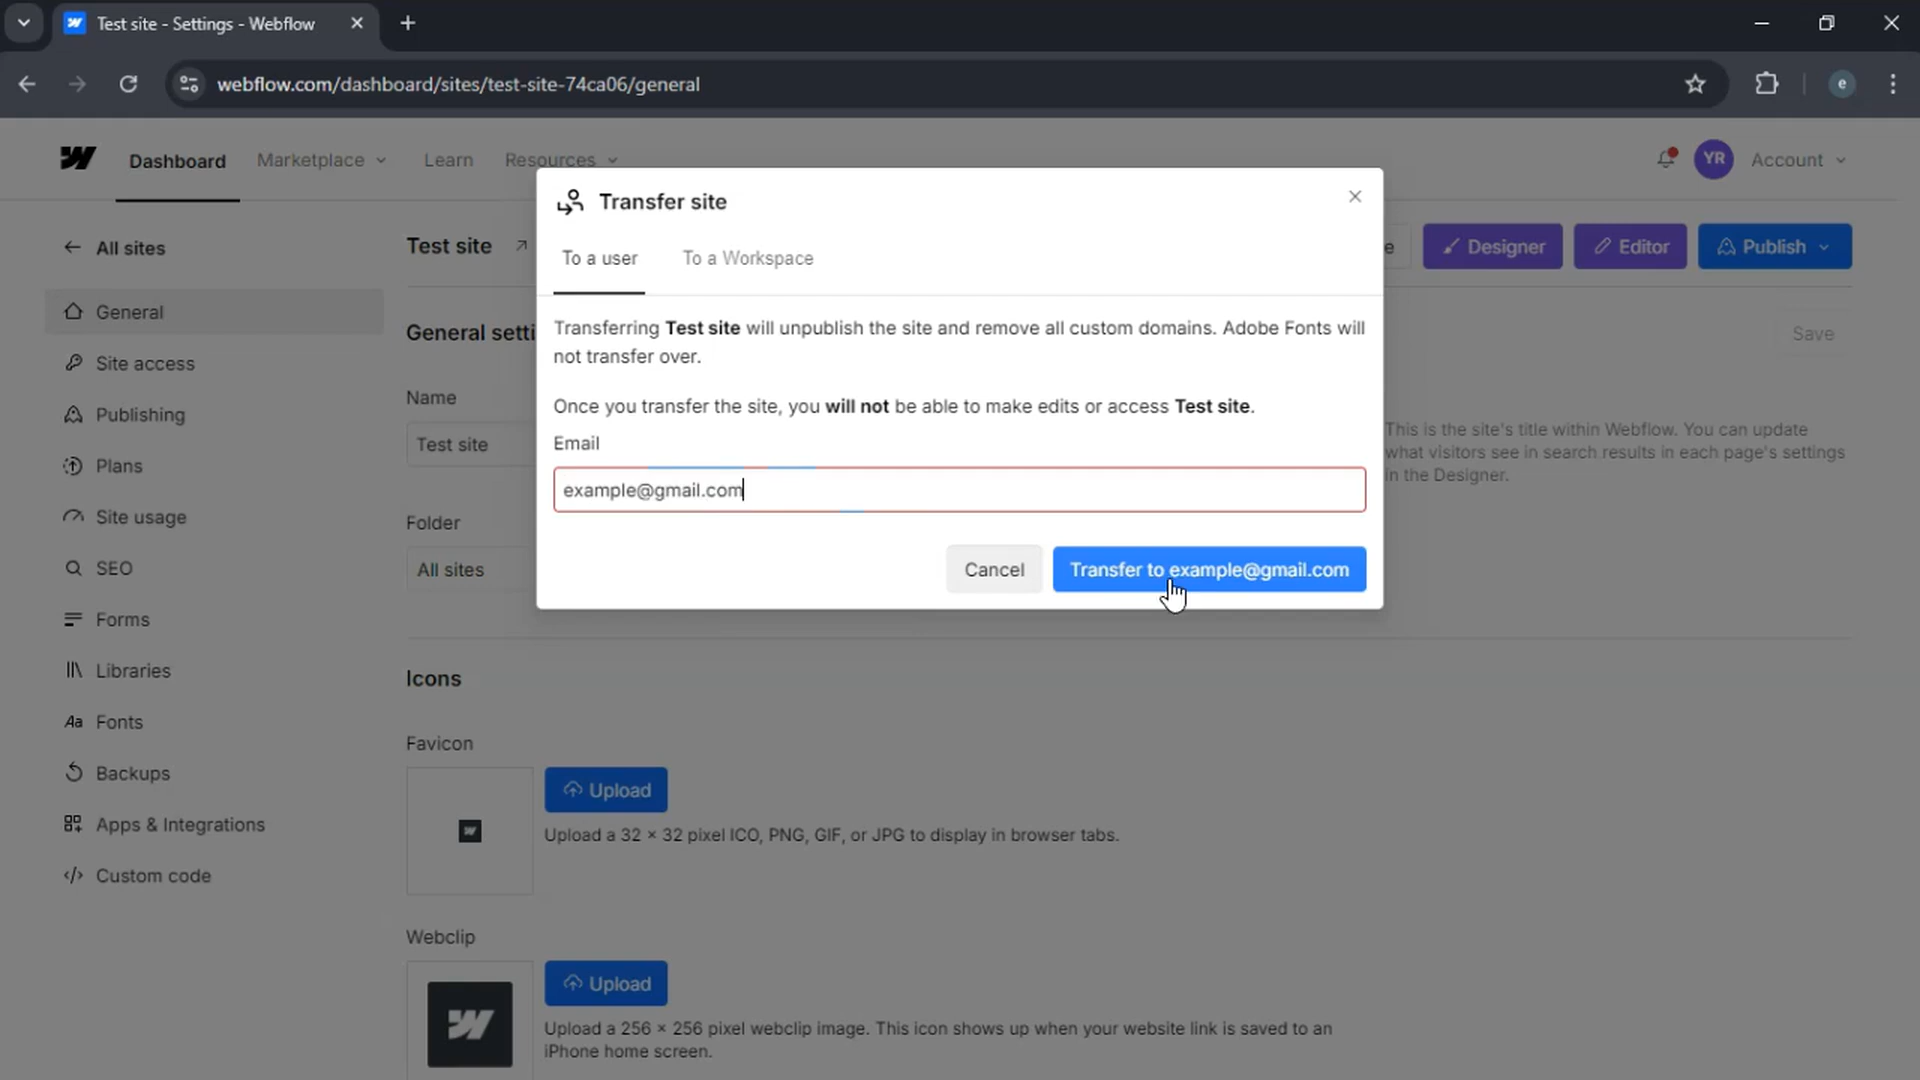 Test site - Settings - Webflow
webflow.com/dashboard/sites/test-site-74ca06/general
e
Dashboard
Marketplace
Learn
Resources
YR
Account
All sites
General
Site access
Publishing
Plans
Site usage
SEO
Forms
Libraries
Aa Fonts
Backups
Apps & Integrations
</> Custom code
Test site
e
Designer
Editor
Publish
General setti
Save
Name
Test site
This is the site's title within Webflow. You can update
what visitors see in search results in each page's settings
in the Designer.
Folder
All sites
Transfer site
To a user
To a Workspace
Transferring Test site will unpublish the site and remove all custom domains. Adobe Fonts will
not transfer over.
Once you transfer the site, you will not be able to make edits or access Test site.
Email
example@gmail.com
Cancel
Transfer to example@gmail.com
Icons
Favicon
Upload
Upload a 32 × 32 pixel ICO, PNG, GIF, or JPG to display in browser tabs.
Webclip
Upload
Upload a 256 × 256 pixel webclip image. This icon shows up when your website link is saved to an
iPhone home screen.